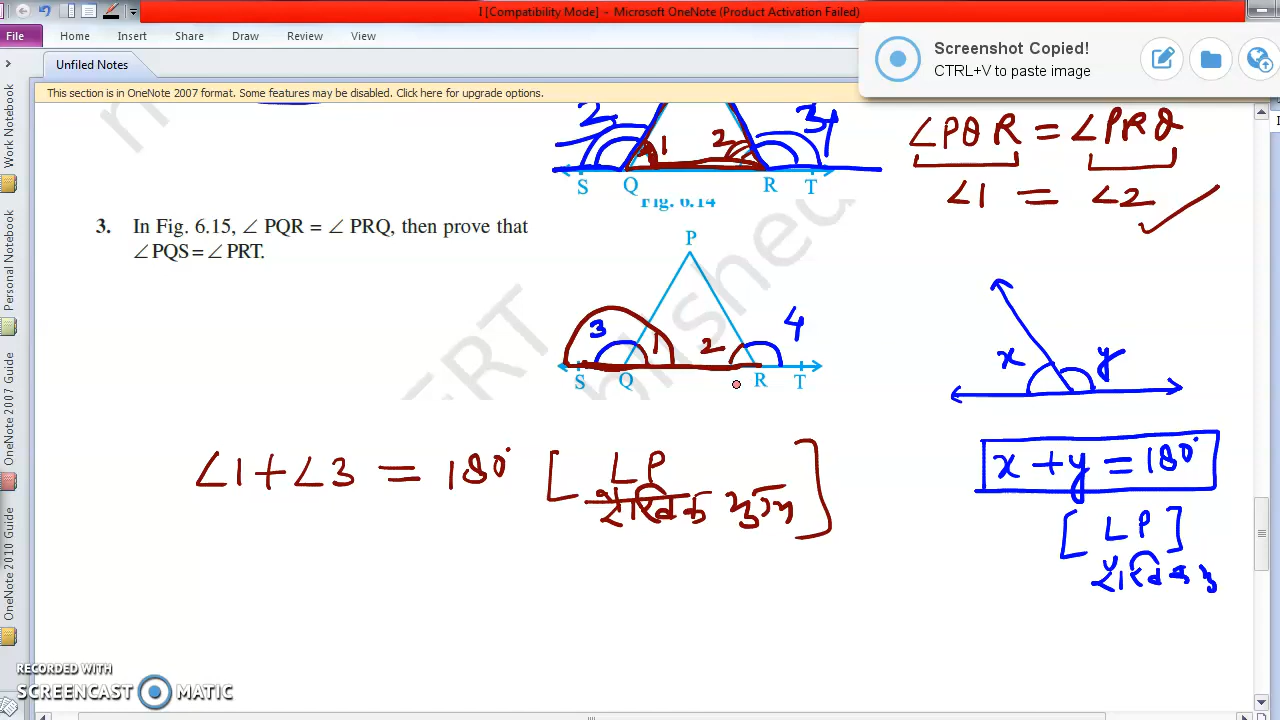 I [Compatibility Mode] - Microsoft OneNote (Product Activation Failed)
File Home Insert Share Draw Review View
Screenshot Copied!
CTRL+V to paste image
Unfiled Notes
This section is in OneNote 2007 format. Some features may be disabled. Click here for upgrade options.
Work Notebook
Personal Notebook
OneNote 2007 Guide
OneNote 2010 Guide
2 1 2 3
S Q R T
Fig. 6.14
∠PQR = ∠PRQ
∠1 = ∠2
3. In Fig. 6.15, ∠ PQR = ∠ PRQ, then prove that
∠ PQS = ∠ PRT.
P
3 1 2 4
S Q R T
x y
∠1 + ∠3 = 180° [ LP
रैखिक युग्म ]
x + y = 180°
[ LP ]
रैखिक यु
RECORDED WITH
SCREENCAST MATIC